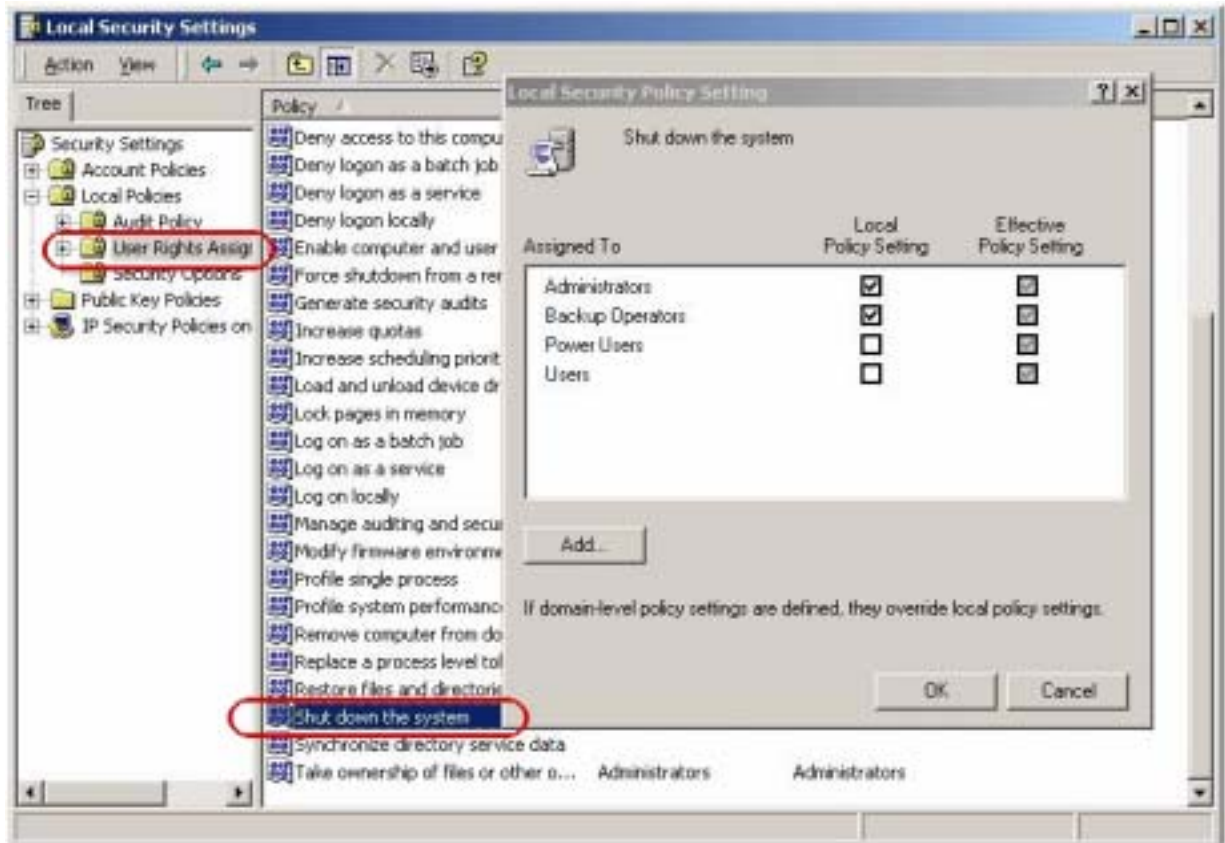 Local Security Settings
Action View
Tree
Security Settings
Account Policies
Local Policies
Audit Policy
User Rights Assig
Security Options
Public Key Policies
IP Security Policies on
Policy
Deny access to this compu
Deny logon as a batch job
Deny logon as a service
Deny logon locally
Enable computer and user
Force shutdown from a rem
Generate security audits
Increase quotas
Increase scheduling priorit
Load and unload device dr
Lock pages in memory
Log on as a batch job
Log on as a service
Log on locally
Manage auditing and secur
Modify firmware environme
Profile single process
Profile system performanc
Remove computer from do
Replace a process level tok
Restore files and directorie
Shut down the system
Synchronize directory service data
Take ownership of files or other o... Administrators Administrators
Local Security Policy Setting
Shut down the system
Assigned To
Local Policy Setting
Effective Policy Setting
Administrators
Backup Operators
Power Users
Users
Add...
If domain-level policy settings are defined, they override local policy settings.
OK Cancel